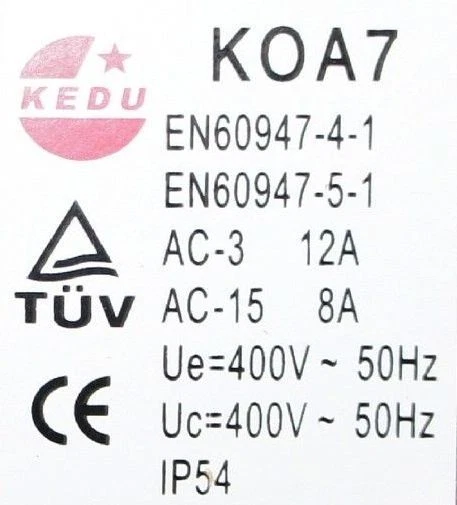 KEDU
KOA7
EN60947-4-1
EN60947-5-1
AC-3 12A
AC-15 8A
TÜV
Ue=400V ~ 50Hz
Uc=400V ~ 50Hz
CE
IP54